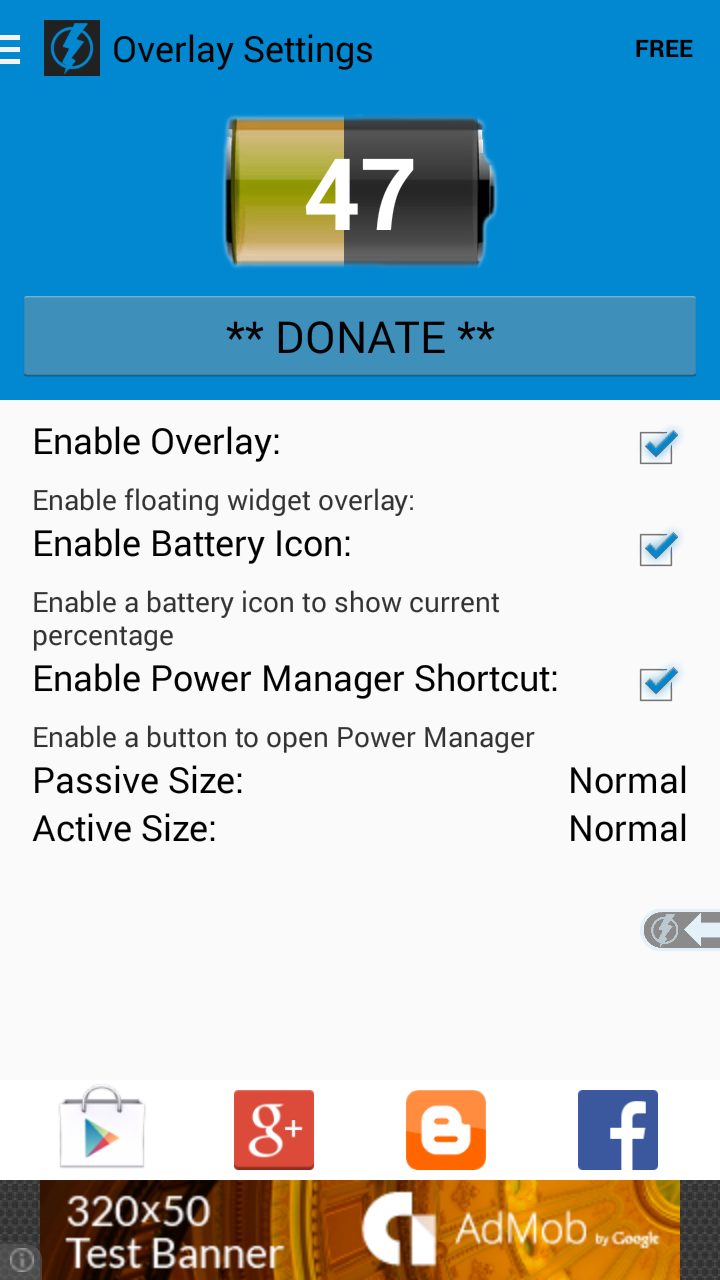 Overlay Settings
FREE
47
** DONATE **
Enable Overlay:
Enable floating widget overlay:
Enable Battery Icon:
Enable a battery icon to show current
percentage
Enable Power Manager Shortcut:
Enable a button to open Power Manager
Passive Size: Normal
Active Size: Normal
g+
320x50
Test Banner
AdMob by Google